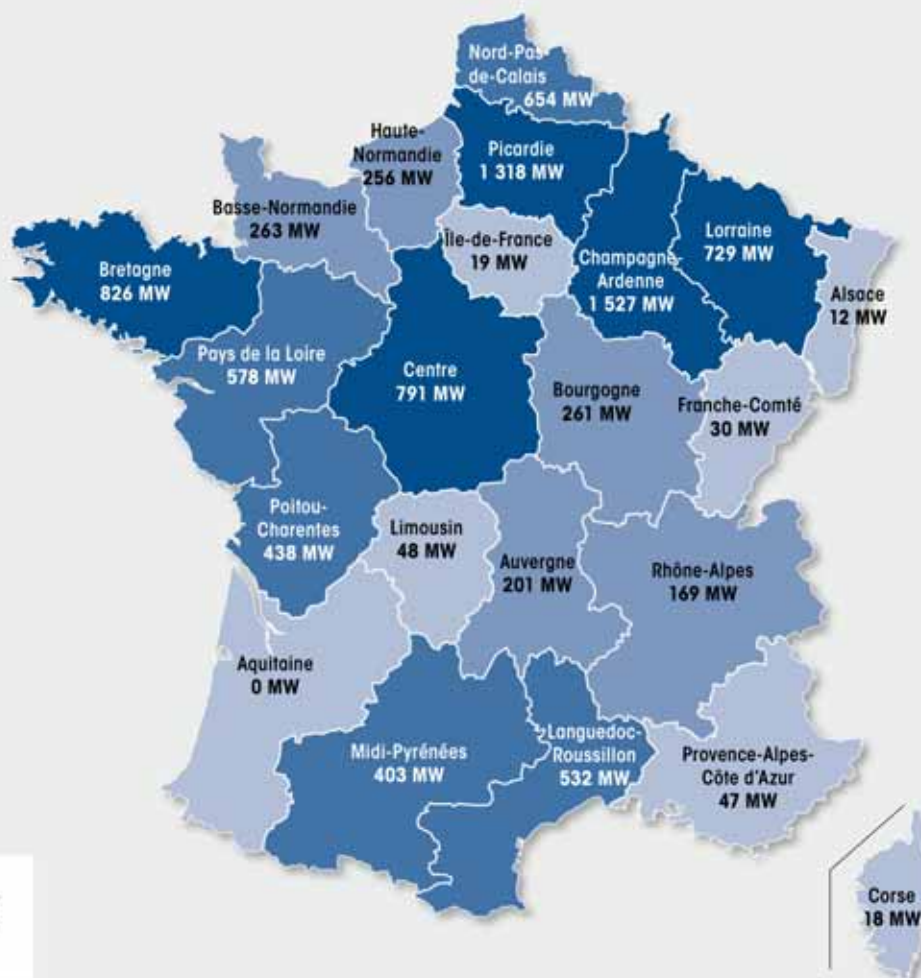 Nord-Pas-
de-Calais
654 MW
Haute-
Normandie
256 MW
Picardie
1 318 MW
Basse-Normandie
263 MW
Île-de-France
19 MW
Champagne-
Ardenne
1 527 MW
Lorraine
729 MW
Alsace
12 MW
Bretagne
826 MW
Pays de la Loire
578 MW
Centre
791 MW
Bourgogne
261 MW
Franche-Comté
30 MW
Poitou-
Charentes
438 MW
Limousin
48 MW
Auvergne
201 MW
Rhône-Alpes
169 MW
Aquitaine
0 MW
Midi-Pyrénées
403 MW
Languedoc-
Roussillon
532 MW
Provence-Alpes-
Côte d'Azur
47 MW
Corse
18 MW